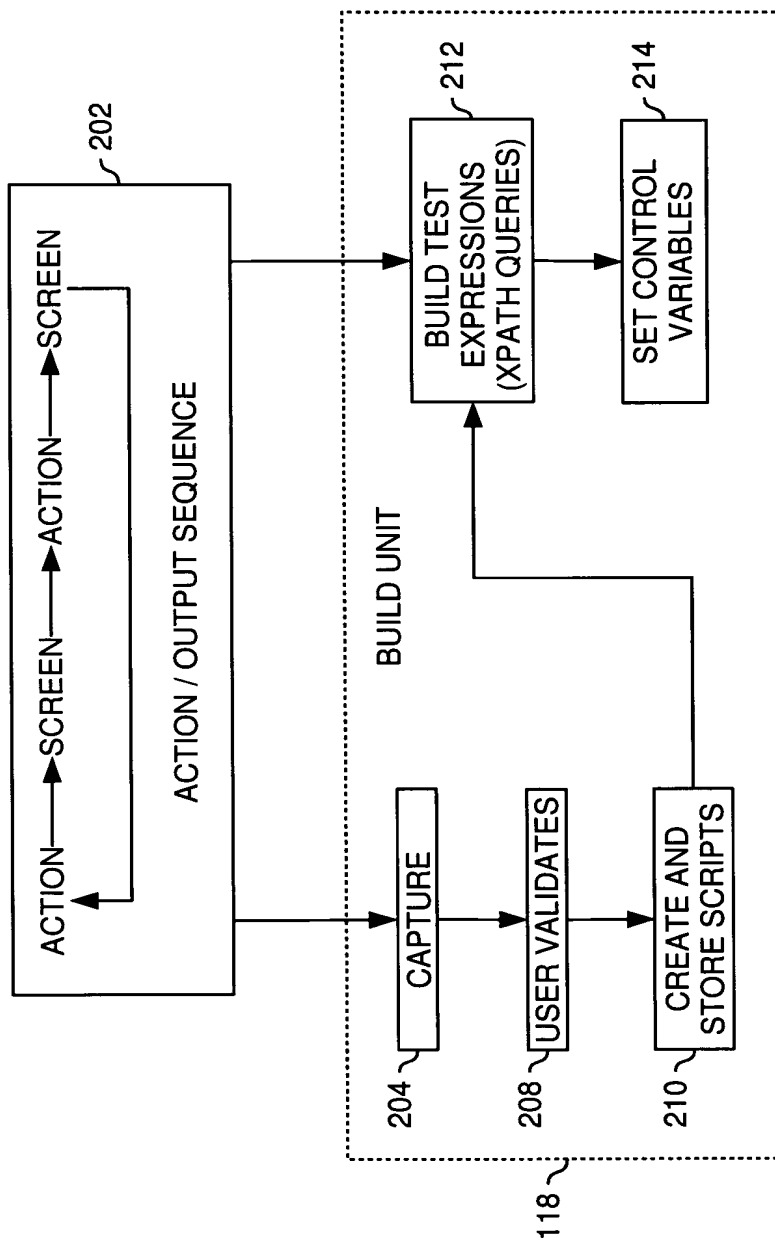 ACTION SCREEN ACTION SCREEN
ACTION / OUTPUT SEQUENCE
202
BUILD UNIT
204
CAPTURE
208
USER VALIDATES
210
CREATE AND
STORE SCRIPTS
BUILD TEST
EXPRESSIONS
(XPATH QUERIES)
212
SET CONTROL
VARIABLES
214
118